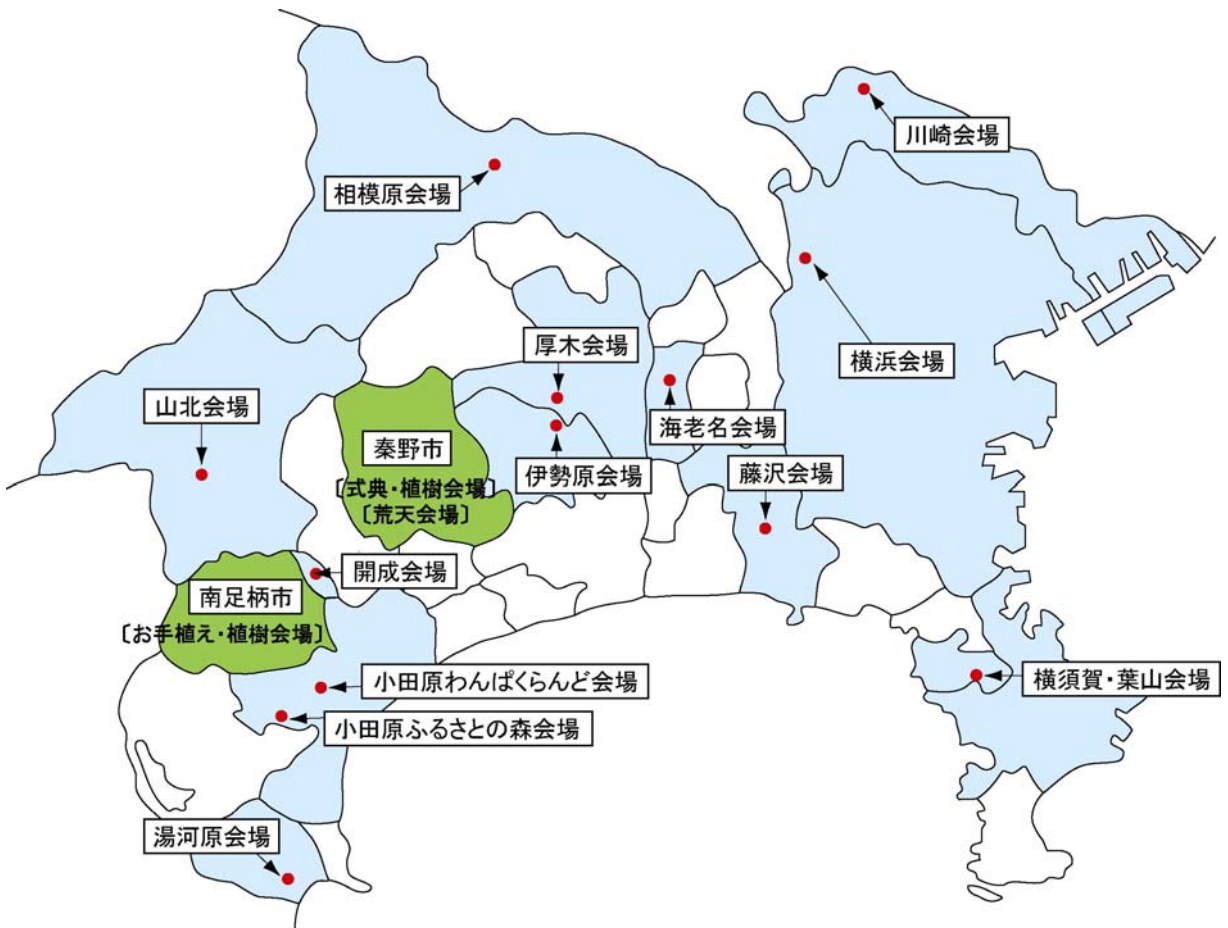 川崎会場
相模原会場
横浜会場
厚木会場
山北会場
海老名会場
秦野市
伊勢原会場
藤沢会場
〔式典・植樹会場〕
〔荒天会場〕
開成会場
南足柄市
〔お手植え・植樹会場〕
小田原わんぱくらんど会場
横須賀・葉山会場
小田原ふるさとの森会場
湯河原会場